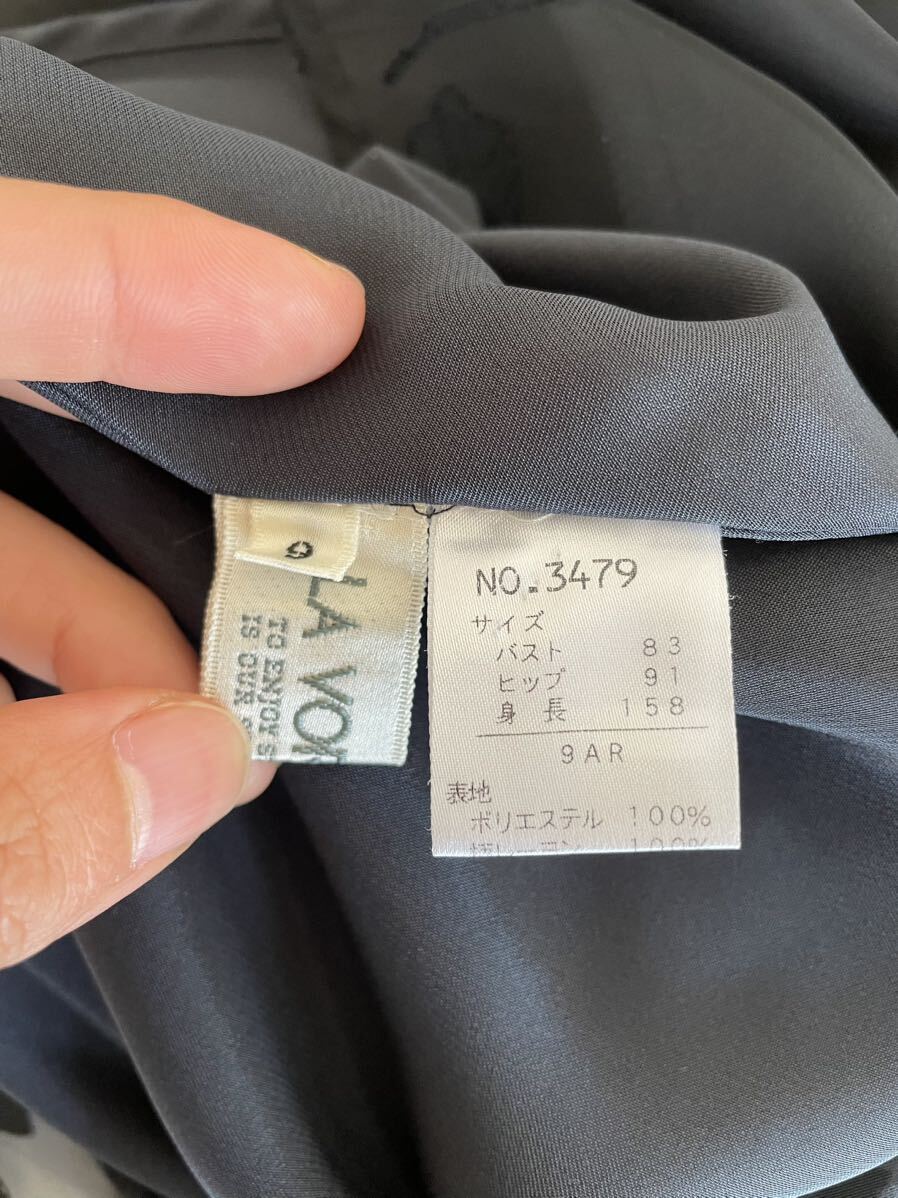 9
LA VO
TO ENJOY
IS OUR
NO.3479
サイズ
バスト 83
ヒップ 91
身長 158
9AR
表地
ポリエステル 100%
100%